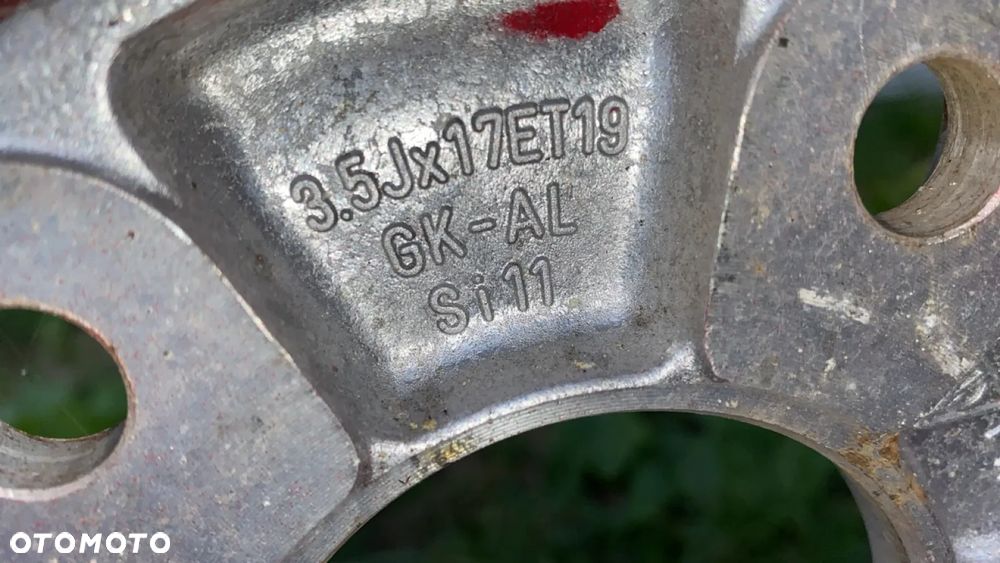 3.5Jx17ET19
GK-AL
Si11
OTOMOTO